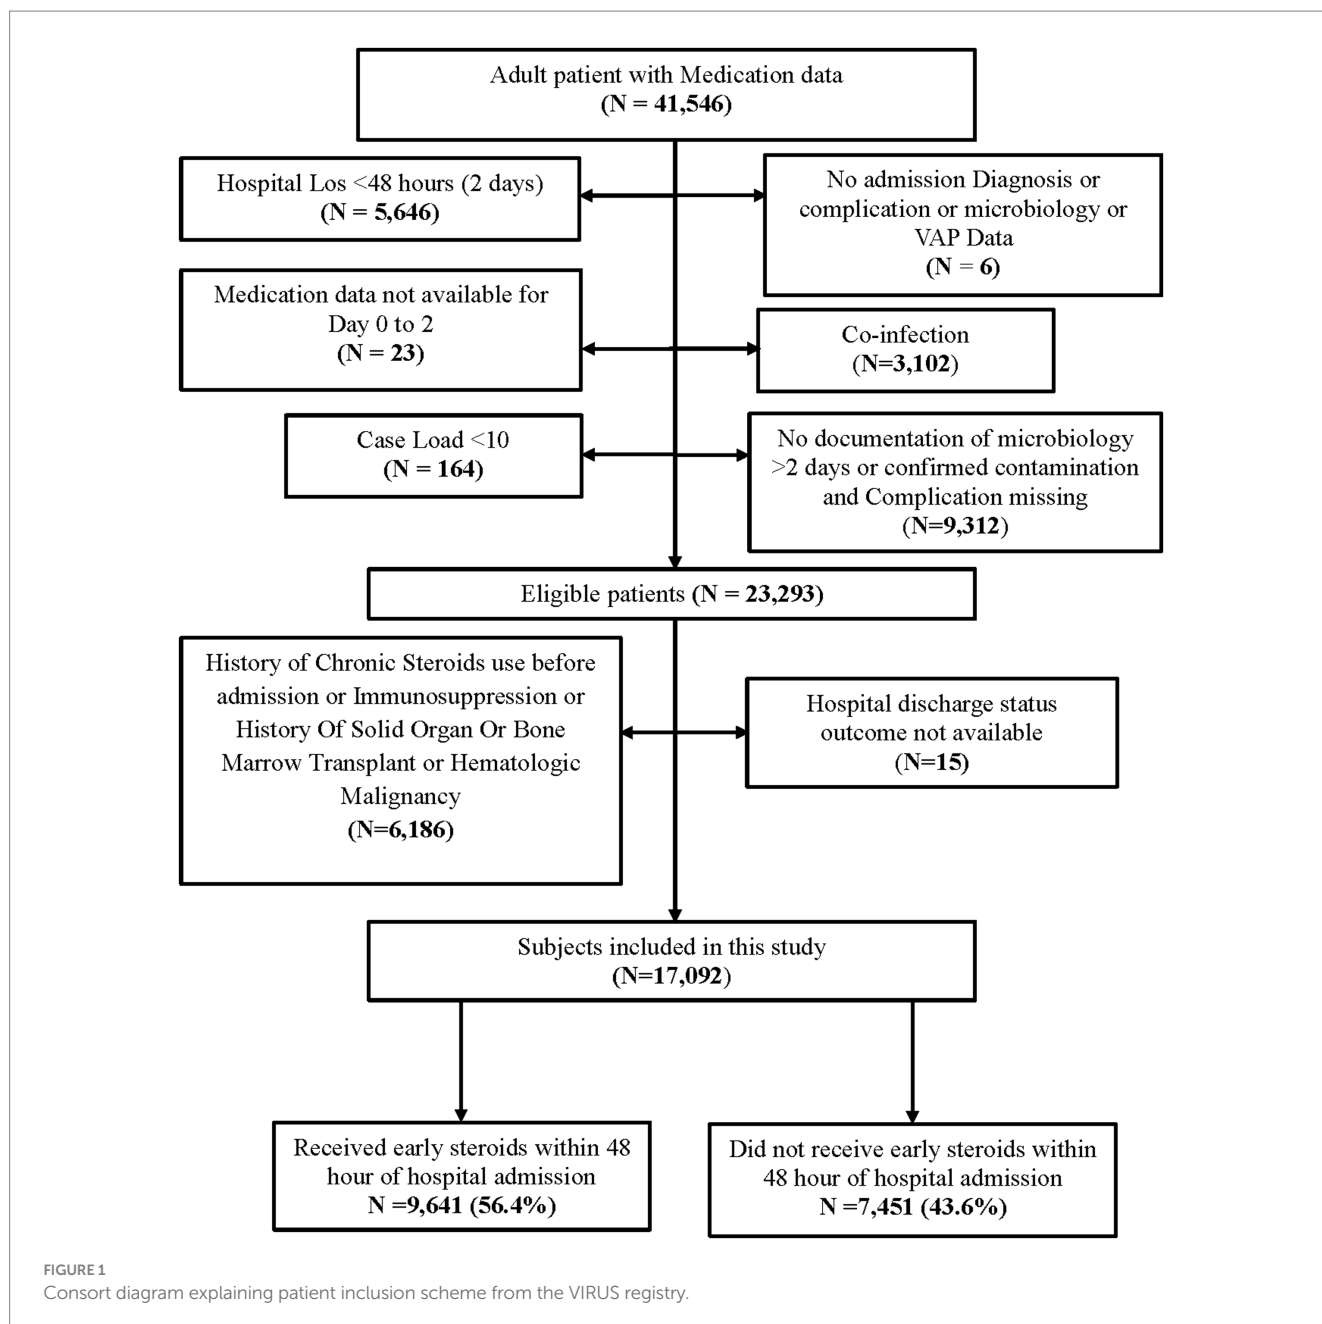 Adult patient with Medication data
(N = 41,546)
Hospital Los <48 hours (2 days)
(N = 5,646)
No admission Diagnosis or
complication or microbiology or
VAP Data
(N = 6)
Medication data not available for
Day 0 to 2
(N = 23)
Co-infection
(N=3,102)
Case Load <10
(N = 164)
No documentation of microbiology
>2 days or confirmed contamination
and Complication missing
(N=9,312)
Eligible patients (N = 23,293)
History of Chronic Steroids use before
admission or Immunosuppression or
History Of Solid Organ Or Bone
Marrow Transplant or Hematologic
Malignancy
(N=6,186)
Hospital discharge status
outcome not available
(N=15)
Subjects included in this study
(N=17,092)
Received early steroids within 48
hour of hospital admission
N =9,641 (56.4%)
Did not receive early steroids within
48 hour of hospital admission
N =7,451 (43.6%)
FIGURE 1
Consort diagram explaining patient inclusion scheme from the VIRUS registry.